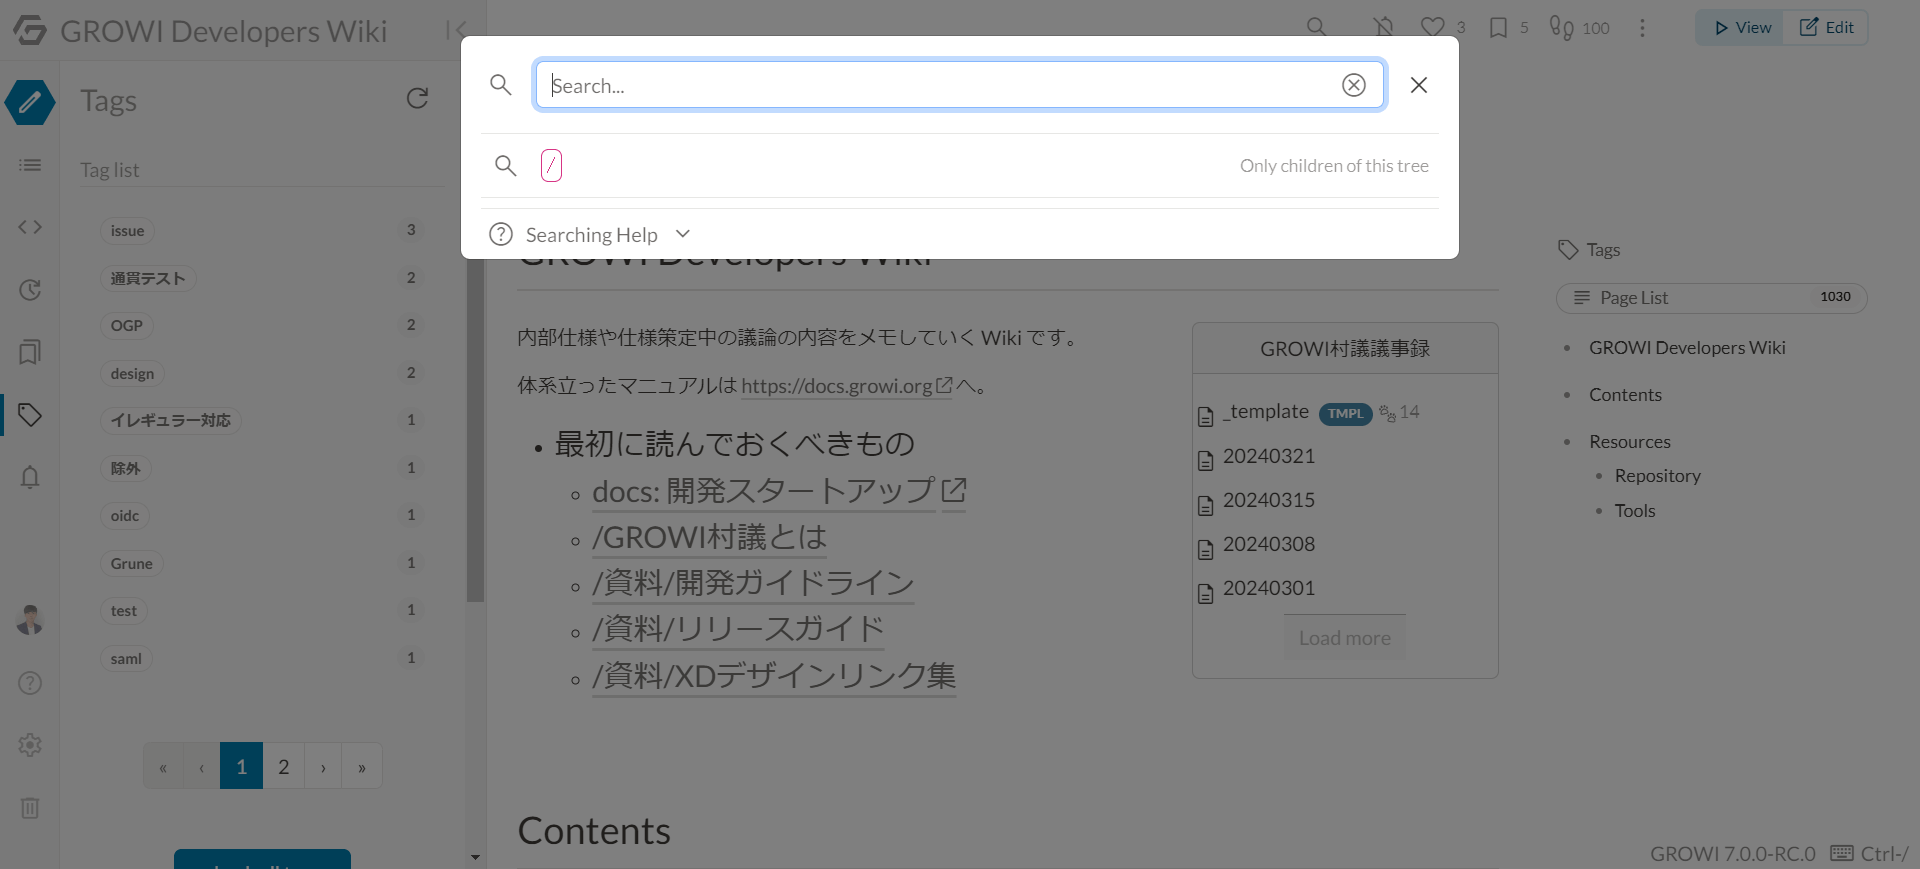 GROWI Developers Wiki
3
5
100
View
Edit
Search...
/
Only children of this tree
Searching Help
Tags
Tag list
issue 3
通貫テスト 2
OGP 2
design 2
イレギュラー対応 1
除外 1
oidc 1
Grune 1
test 1
saml 1
« ‹ 1 2 › »
GROWI Developers Wiki
内部仕様や仕様策定中の議論の内容をメモしていく Wiki です。
体系立ったマニュアルは https://docs.growi.org へ。
• 最初に読んでおくべきもの
docs: 開発スタートアップ
/GROWI村議とは
/資料/開発ガイドライン
/資料/リリースガイド
/資料/XDデザインリンク集
Contents
GROWI村議議事録
_template TMPL 14
20240321
20240315
20240308
20240301
Load more
Tags
Page List 1030
GROWI Developers Wiki
Contents
Resources
Repository
Tools
GROWI 7.0.0-RC.0 Ctrl-/